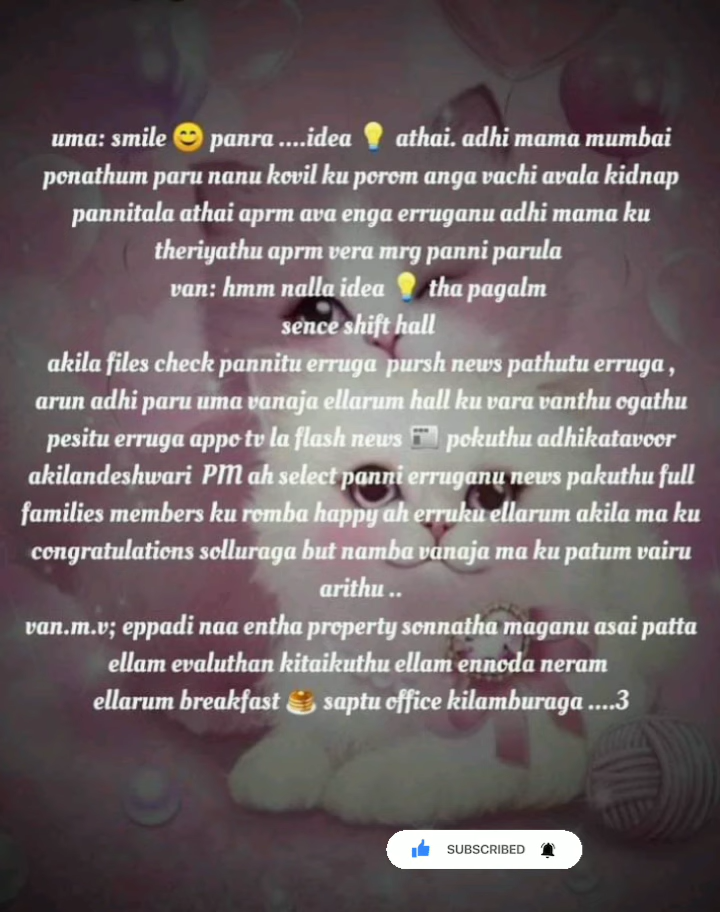 uma: smile 😊 panra ....idea 💡 athai. adhi mama mumbai
ponathum paru nanu kovil ku porom anga vachi avala kidnap
pannitala athai aprm ava enga erruganu adhi mama ku
theriyathu aprm vera mrg panni parula
van: hmm nalla idea 💡 tha pagalm
sence shift hall
akila files check pannitu erruga pursh news pathutu erruga ,
arun adhi paru uma vanaja ellarum hall ku vara vanthu ogathu
pesitu erruga appo tv la flash news 📰 pokuthu adhikatavoor
akilandeshwari PM ah select panni erruganu news pakuthu full
families members ku romba happy ah erruku ellarum akila ma ku
congratulations solluraga but namba vanaja ma ku patum vairu
arithu ..
van.m.v; eppadi naa entha property sonnatha maganu asai patta
ellam evaluthan kitaikuthu ellam ennoda neram
ellarum breakfast 🥞 saptu office kilamburaga ....3
SUBSCRIBED